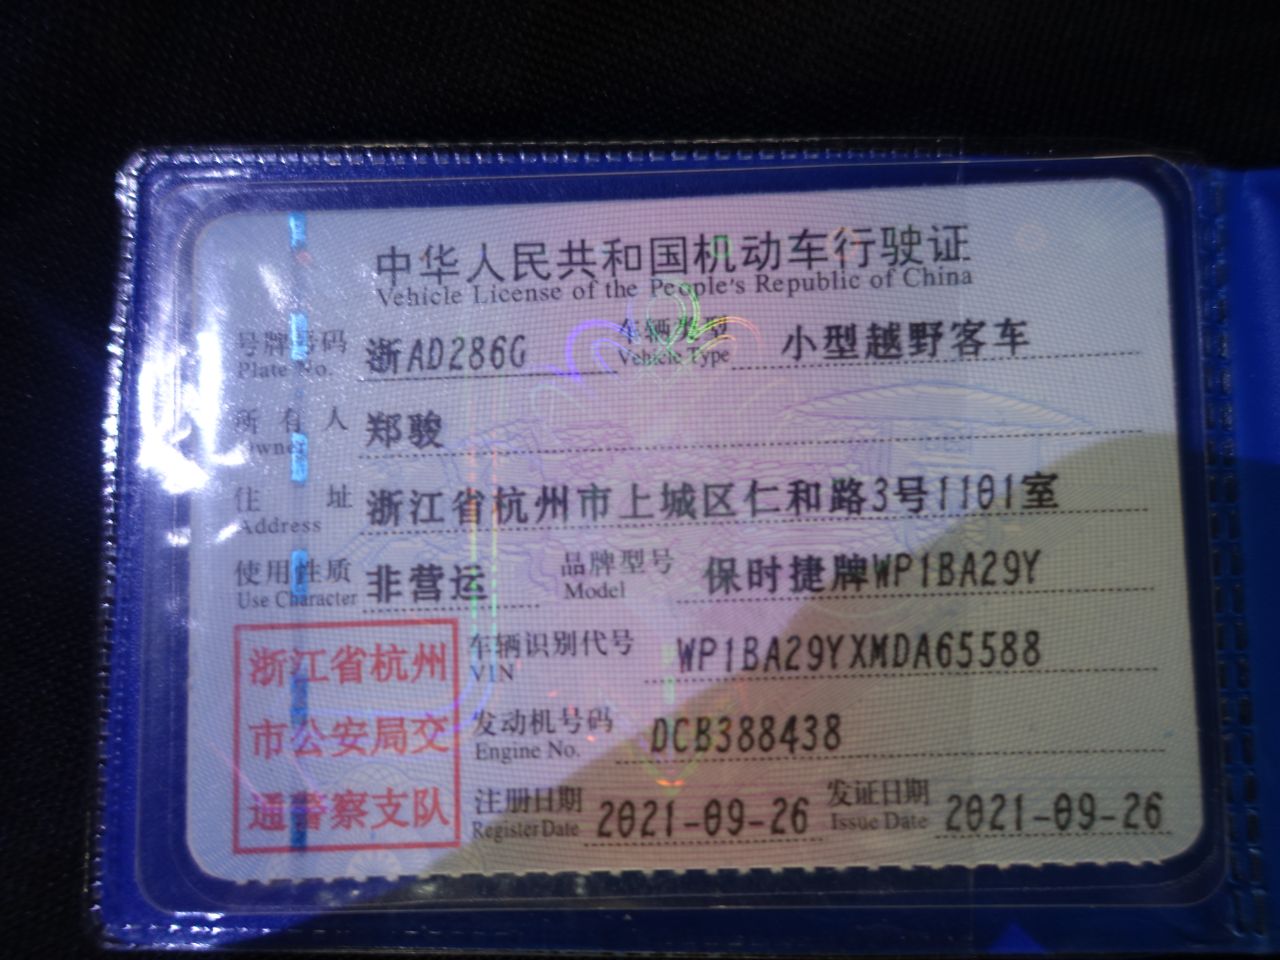 中华人民共和国机动车行驶证
Vehicle License of the People's Republic of China
号牌号码 浙AD286G 车辆类型 小型越野客车
Plate No. Vehicle Type
所有人 郑骏
Owner
住址 浙江省杭州市上城区仁和路3号1101室
Address
使用性质 非营运 品牌型号 保时捷牌WP1BA29Y
Use Character Model
浙江省杭州
市公安局交
通警察支队
车辆识别代号 WP1BA29YXMDA65588
VIN
发动机号码 DCB388438
Engine No.
注册日期 2021-09-26 发证日期 2021-09-26
Register Date Issue Date